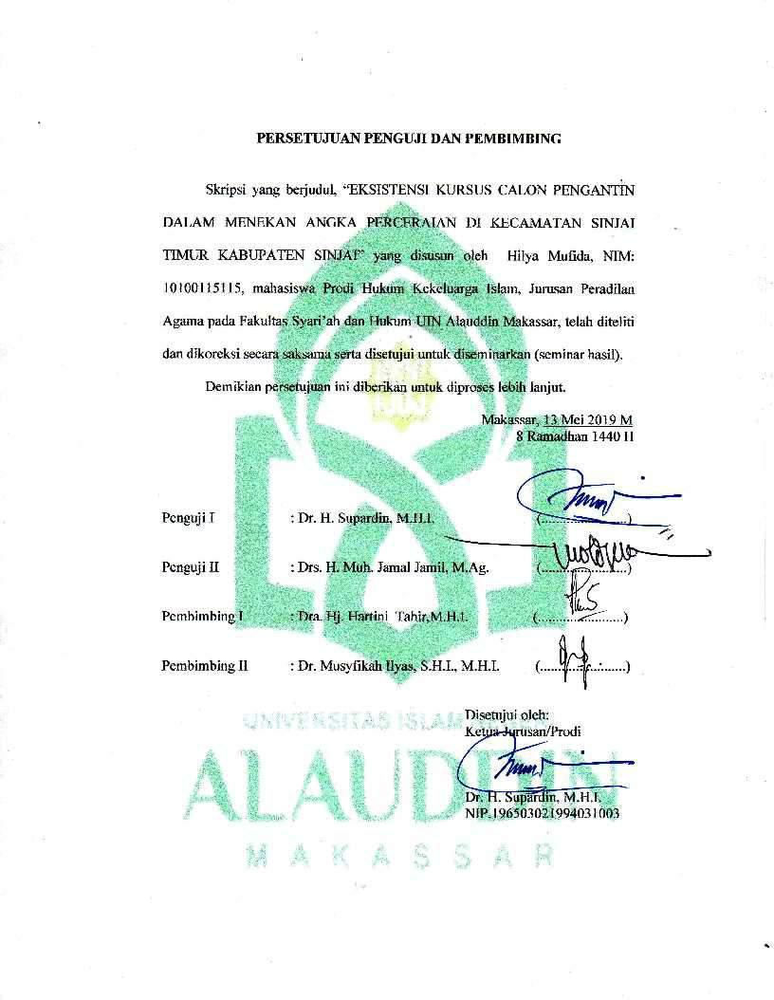 PERSETUJUAN PENGUJI DAN PEMBIMBING
Skripsi yang berjudul, “EKSISTENSI KURSUS CALON PENGANTIN
DALAM MENEKAN ANGKA PERCERAIAN DI KECAMATAN SINJAI
TIMUR KABUPATEN SINJAI” yang disusun oleh Hilya Mufida, NIM:
10100115115, mahasiswa Prodi Hukum Kekeluarga Islam, Jurusan Peradilan
Agama pada Fakultas Syari’ah dan Hukum UIN Alauddin Makassar, telah diteliti
dan dikoreksi secara saksama serta disetujui untuk diseminarkan (seminar hasil).
Demikian persetujuan ini diberikan untuk diproses lebih lanjut.
Makassar, 13 Mei 2019 M
8 Ramadhan 1440 H
Penguji I : Dr. H. Supardin, M.H.I. (........................)
Penguji II : Drs. H. Muh. Jamal Jamil, M.Ag. (........................)
Pembimbing I : Dra. Hj. Hartini Tahir,M.H.I. (........................)
Pembimbing II : Dr. Musyfikah Ilyas, S.H.I., M.H.I. (........................)
Disetujui oleh:
Ketua Jurusan/Prodi
Dr. H. Supardin, M.H.I.
NIP.196503021994031003
UNIVERSITAS ISLAM NEGERI
ALAUDDIN
MAKASSAR